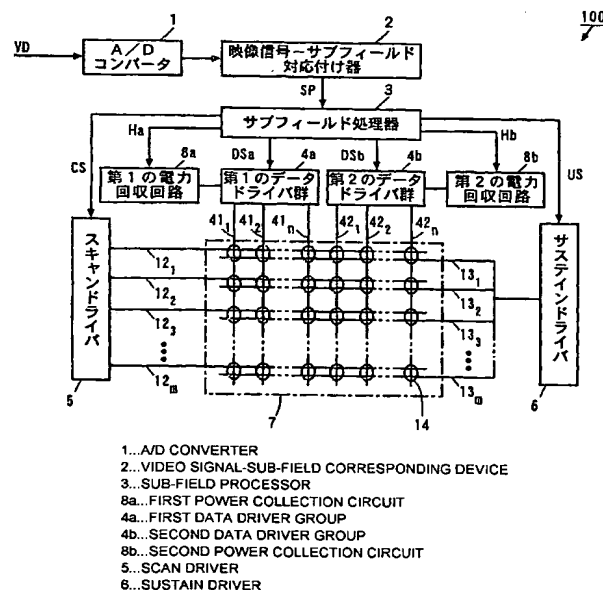 100
1
2
VD
A/D
コンバータ
映像信号−サブフィールド
対応付け器
SP
3
サブフィールド処理器
Ha
Hb
CS
US
8a
DSa
4a
DSb
4b
8b
第1の電力
回収回路
第1のデータ
ドライバ群
第2のデータ
ドライバ群
第2の電力
回収回路
41₁
41₂
41ₙ
42₁
42₂
42ₙ
スキャンドライバ
サステインドライバ
12₁
12₂
12₃
12ₘ
13₁
13₂
13₃
13ₘ
5
7
14
6
1...A/D CONVERTER
2...VIDEO SIGNAL-SUB-FIELD CORRESPONDING DEVICE
3...SUB-FIELD PROCESSOR
8a...FIRST POWER COLLECTION CIRCUIT
4a...FIRST DATA DRIVER GROUP
4b...SECOND DATA DRIVER GROUP
8b...SECOND POWER COLLECTION CIRCUIT
5...SCAN DRIVER
6...SUSTAIN DRIVER